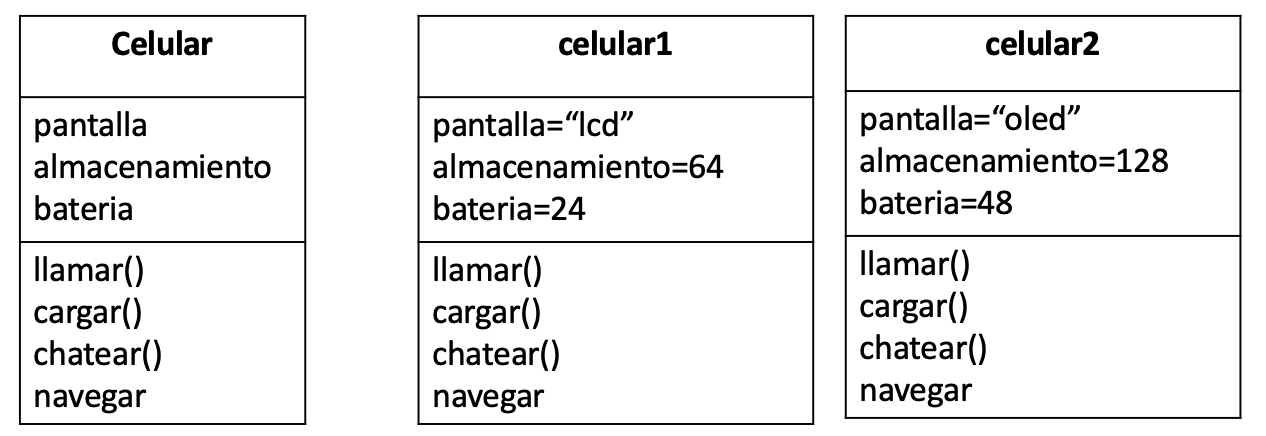 Celular
pantalla
almacenamiento
bateria
llamar()
cargar()
chatear()
navegar
celular1
pantalla=“lcd”
almacenamiento=64
bateria=24
llamar()
cargar()
chatear()
navegar
celular2
pantalla=“oled”
almacenamiento=128
bateria=48
llamar()
cargar()
chatear()
navegar